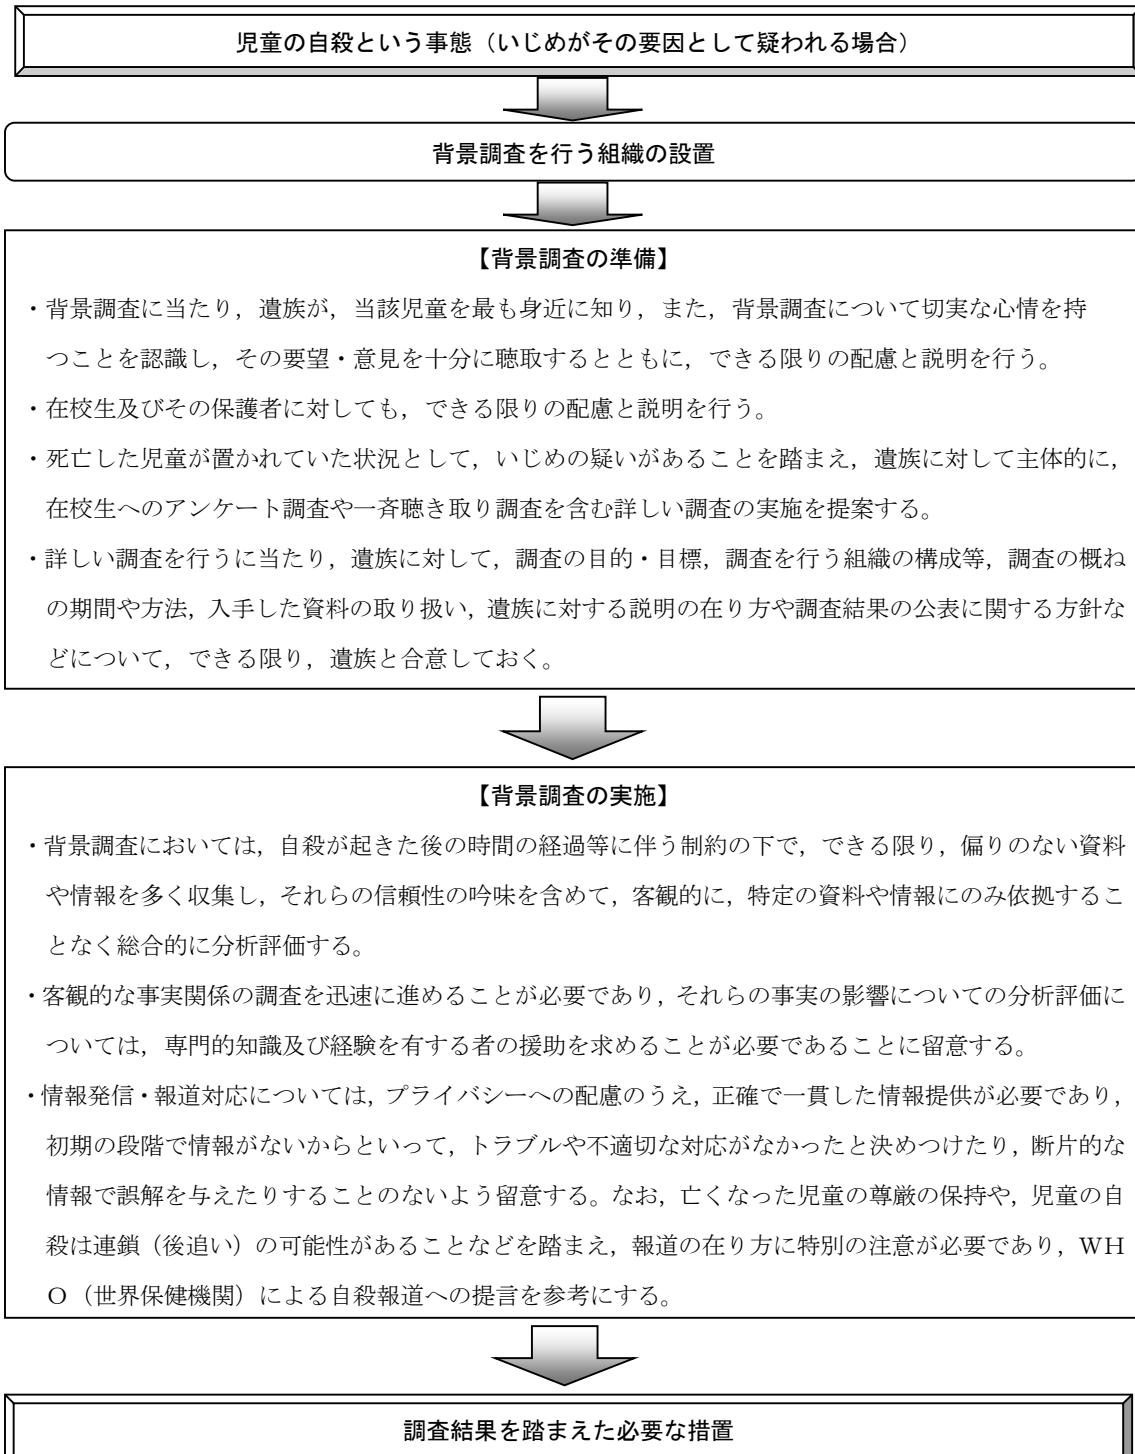 児童の自殺という事態（いじめがその要因として疑われる場合）
背景調査を行う組織の設置
【背景調査の準備】
・背景調査に当たり，遺族が，当該児童を最も身近に知り，また，背景調査について切実な心情を持
つことを認識し，その要望・意見を十分に聴取するとともに，できる限りの配慮と説明を行う。
・在校生及びその保護者に対しても，できる限りの配慮と説明を行う。
・死亡した児童が置かれていた状況として，いじめの疑いがあることを踏まえ，遺族に対して主体的に，
在校生へのアンケート調査や一斉聴き取り調査を含む詳しい調査の実施を提案する。
・詳しい調査を行うに当たり，遺族に対して，調査の目的・目標，調査を行う組織の構成等，調査の概ね
の期間や方法，入手した資料の取り扱い，遺族に対する説明の在り方や調査結果の公表に関する方針な
どについて，できる限り，遺族と合意しておく。
【背景調査の実施】
・背景調査においては，自殺が起きた後の時間の経過等に伴う制約の下で，できる限り，偏りのない資料
や情報を多く収集し，それらの信頼性の吟味を含めて，客観的に，特定の資料や情報にのみ依拠するこ
となく総合的に分析評価する。
・客観的な事実関係の調査を迅速に進めることが必要であり，それらの事実の影響についての分析評価に
ついては，専門的知識及び経験を有する者の援助を求めることが必要であることに留意する。
・情報発信・報道対応については，プライバシーへの配慮のうえ，正確で一貫した情報提供が必要であり，
初期の段階で情報がないからといって，トラブルや不適切な対応がなかったと決めつけたり，断片的な
情報で誤解を与えたりすることのないよう留意する。なお，亡くなった児童の尊厳の保持や，児童の自
殺は連鎖（後追い）の可能性があることなどを踏まえ，報道の在り方に特別の注意が必要であり，ＷＨ
Ｏ（世界保健機関）による自殺報道への提言を参考にする。
調査結果を踏まえた必要な措置